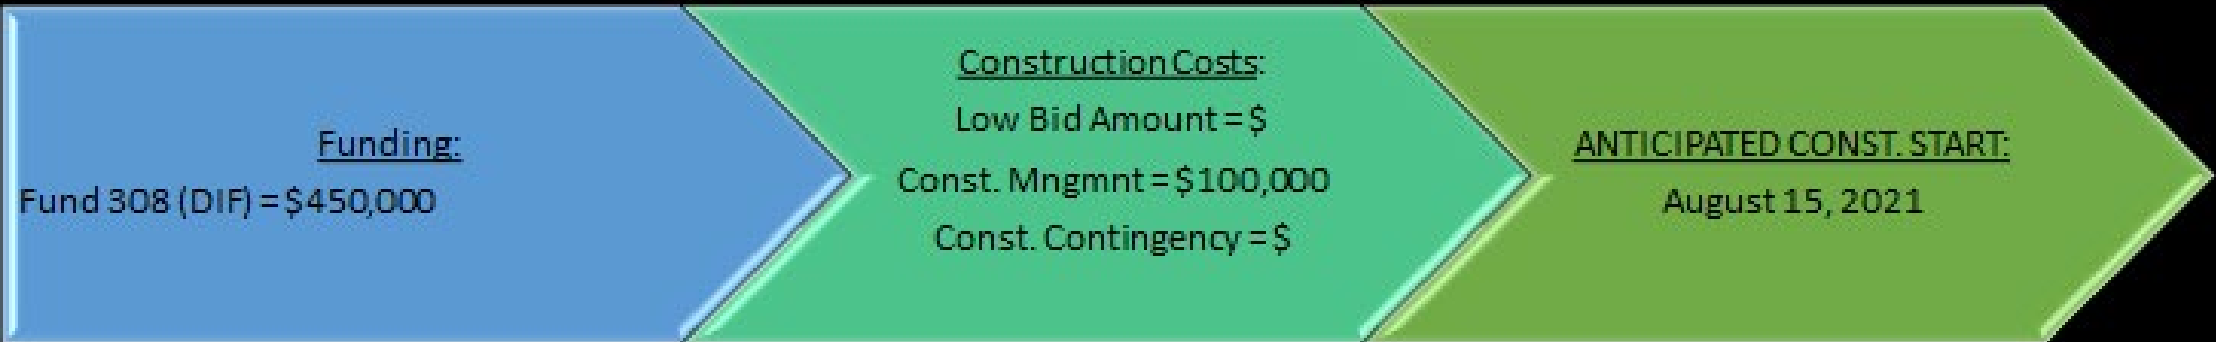 Funding:
Fund 308 (DIF) = $450,000
Construction Costs:
Low Bid Amount = $
Const. Mngmnt = $100,000
Const. Contingency = $
ANTICIPATED CONST. START:
August 15, 2021